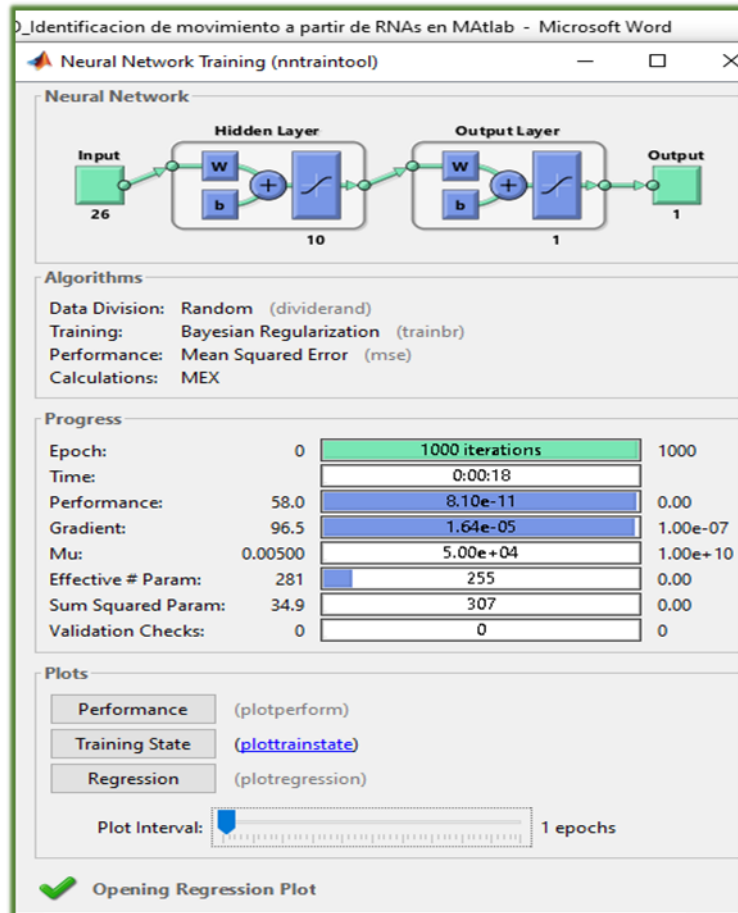 O_Identificacion de movimiento a partir de RNAs en MAtlab - Microsoft Word
Neural Network Training (nntraintool)
Neural Network
Hidden Layer
Output Layer
Input
W
b
W
b
Output
26
10
1
1
Algorithms
Data Division: Random (dividerand)
Training: Bayesian Regularization (trainbr)
Performance: Mean Squared Error (mse)
Calculations: MEX
Progress
Epoch: 0 1000 iterations 1000
Time: 0:00:18
Performance: 58.0 8.10e-11 0.00
Gradient: 96.5 1.64e-05 1.00e-07
Mu: 0.00500 5.00e+04 1.00e+10
Effective # Param: 281 255 0.00
Sum Squared Param: 34.9 307 0.00
Validation Checks: 0 0 0
Plots
Performance (plotperform)
Training State (plottrainstate)
Regression (plotregression)
Plot Interval: 1 epochs
Opening Regression Plot